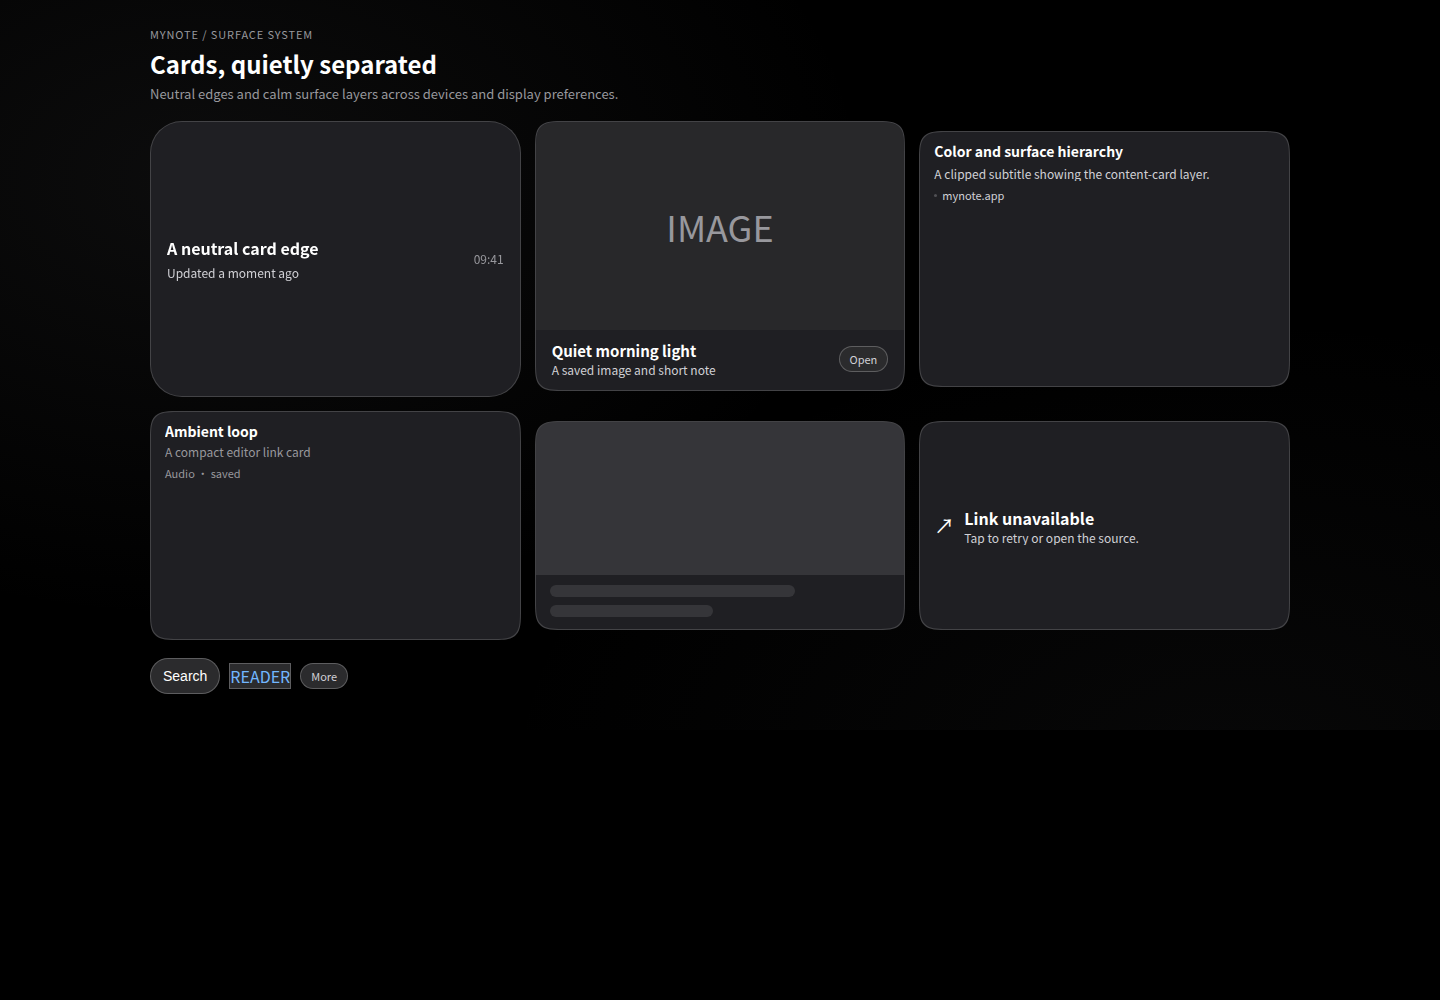 MYNOTE / SURFACE SYSTEM
Cards, quietly separated
Neutral edges and calm surface layers across devices and display preferences.
A neutral card edge
Updated a moment ago
09:41
IMAGE
Quiet morning light
A saved image and short note
Open
Color and surface hierarchy
A clipped subtitle showing the content-card layer.
• mynote.app
Ambient loop
A compact editor link card
Audio • saved
↗ Link unavailable
Tap to retry or open the source.
Search
READER
More